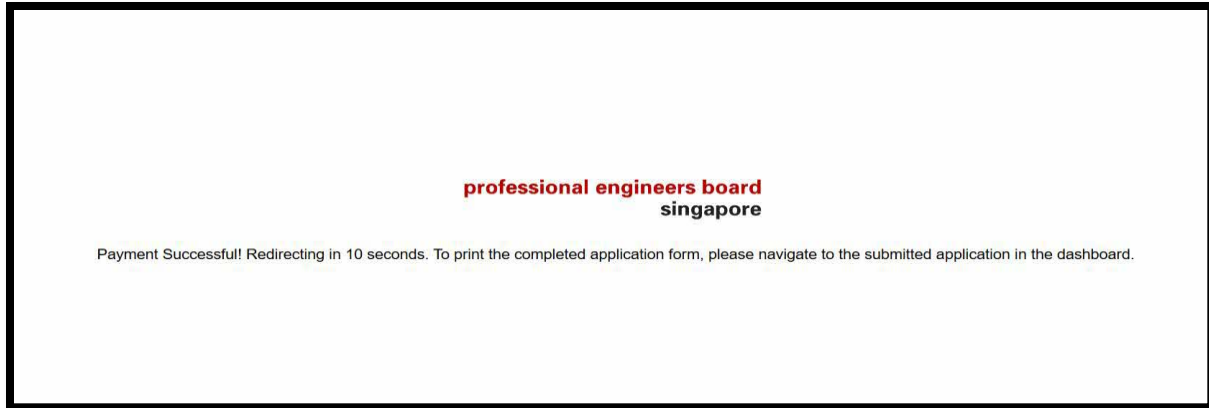 professional engineers board
singapore
Payment Successful! Redirecting in 10 seconds. To print the completed application form, please navigate to the submitted application in the dashboard.